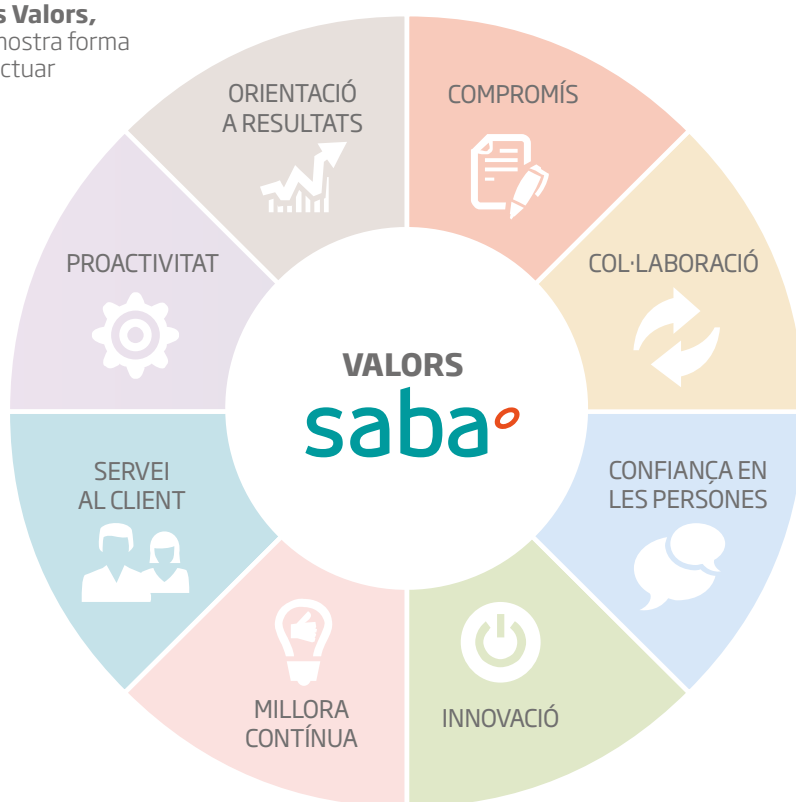 s Valors,
nostra forma
ctuar
ORIENTACIÓ
A RESULTATS
COMPROMÍS
PROACTIVITAT
COL·LABORACIÓ
VALORS
saba
SERVEI
AL CLIENT
CONFIANÇA EN
LES PERSONES
MILLORA
CONTÍNUA
INNOVACIÓ